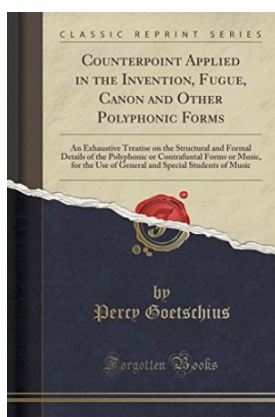 CLASSIC REPRINT SERIES
COUNTERPOINT APPLIED
IN THE INVENTION, FUGUE,
CANON AND OTHER
POLYPHONIC FORMS
An Exhaustive Treatise on the Structural and Formal
Details of the Polyphonic or Contrafuntal Forms or Music,
for the Use of General and Special Students of Music
by
Percy Goetschius
Forgotten Books